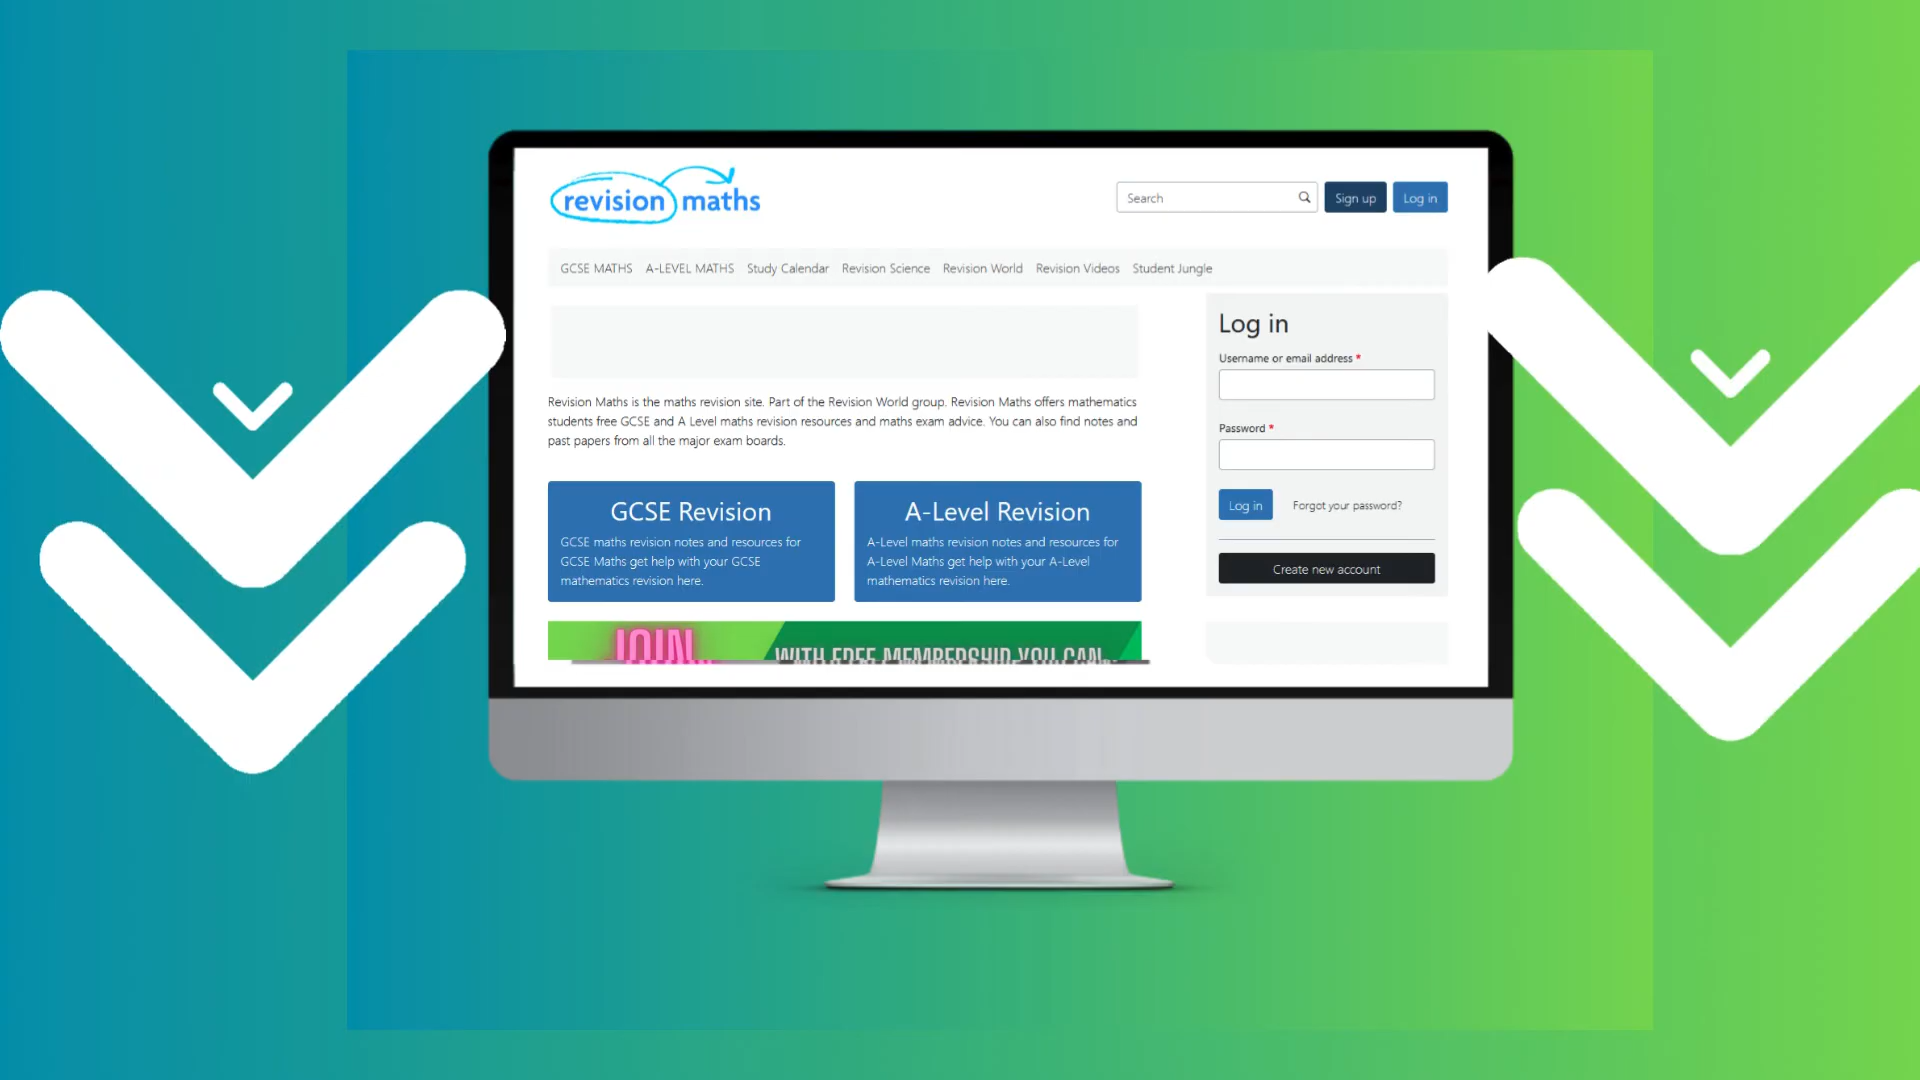 revision maths
Search
Sign up
Log in
GCSE MATHS A-LEVEL MATHS Study Calendar Revision Science Revision World Revision Videos Student Jungle
Revision Maths is the maths revision site. Part of the Revision World group. Revision Maths offers mathematics
students free GCSE and A Level maths revision resources and maths exam advice. You can also find notes and
past papers from all the major exam boards.
GCSE Revision
GCSE maths revision notes and resources for
GCSE Maths get help with your GCSE
mathematics revision here.
A-Level Revision
A-Level maths revision notes and resources for
A-Level Maths get help with your A-Level
mathematics revision here.
JOIN
WITH FREE MEMBERSHIP YOU CAN...
Log in
Username or email address *
Password *
Log in
Forgot your password?
Create new account